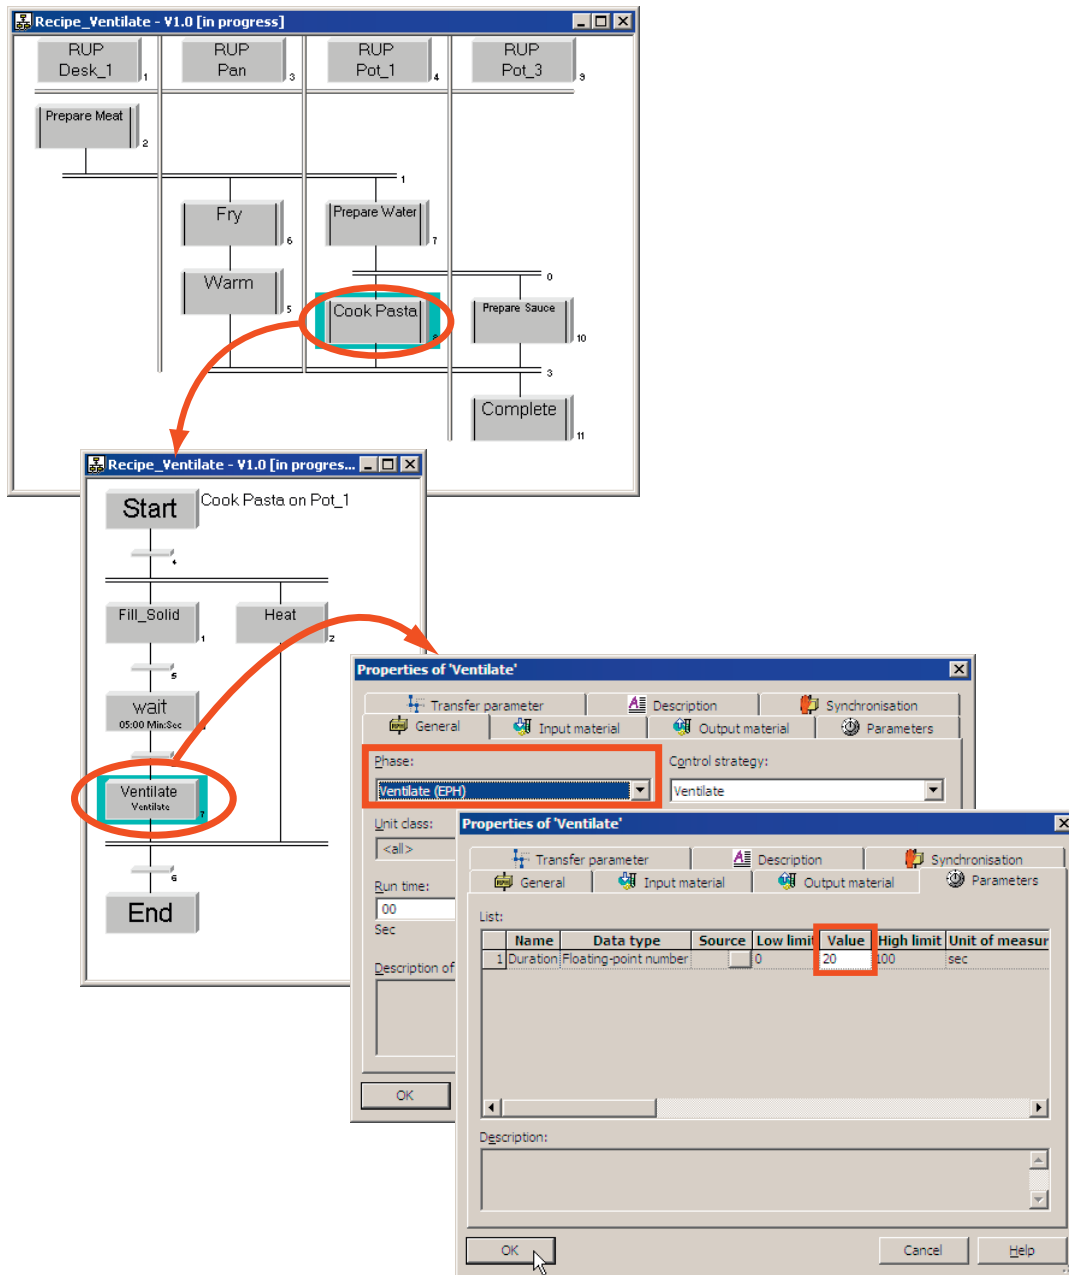 Recipe_Ventilate - V1.0 [in progress]
RUP Desk_1 1
RUP Pan 3
RUP Pot_1 4
RUP Pot_3 9
Prepare Meat 2
1
Fry 6
Prepare Water 7
0
Warm 5
Cook Pasta 8
Prepare Sauce 10
3
Complete 11
Recipe_Ventilate - V1.0 [in progres...
Start
Cook Pasta on Pot_1
4
Fill_Solid 1
Heat 2
5
wait
05:00 Min:Sec
Ventilate
Ventilate 7
6
End
Properties of 'Ventilate'
Transfer parameter Description Synchronisation
General Input material Output material Parameters
Phase:
Control strategy:
Ventilate (EPH)
Ventilate
Unit class:
<all>
Run time:
00
Sec
Description of
OK
Properties of 'Ventilate'
Transfer parameter Description Synchronisation
General Input material Output material Parameters
List:
Name Data type Source Low limit Value High limit Unit of measur
1 Duration Floating-point number 0 20 100 sec
Description:
OK Cancel Help